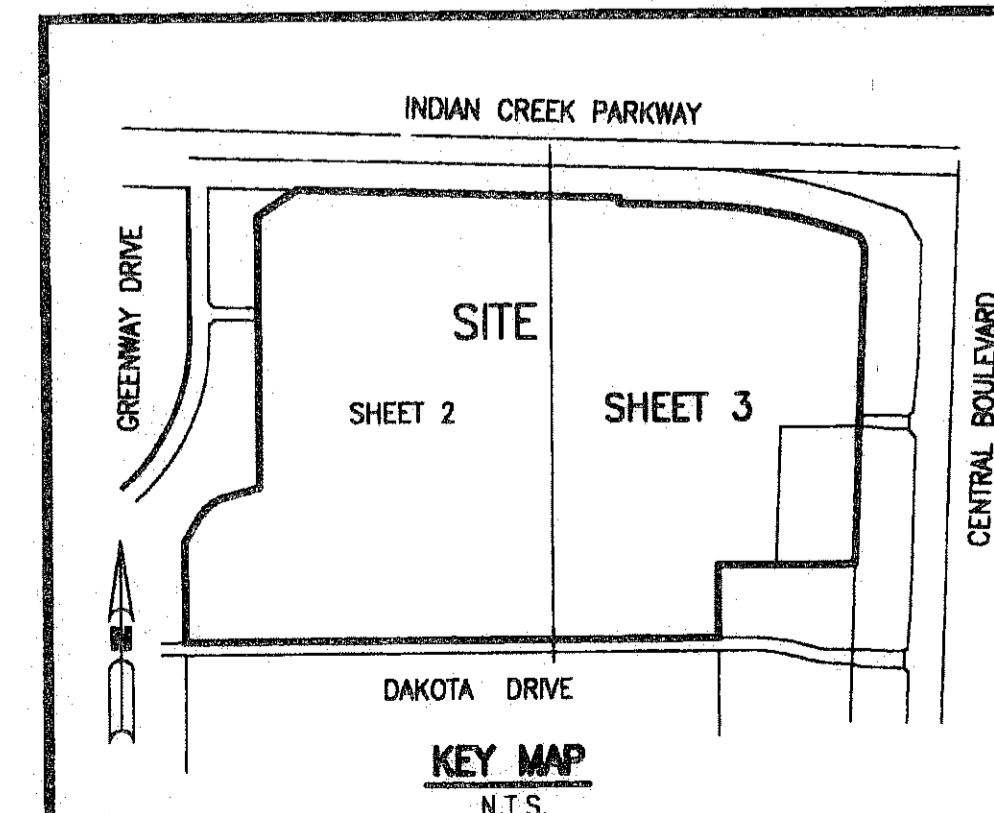 INDIAN CREEK PARKWAY
GREENWAY DRIVE
SITE
SHEET 2
SHEET 3
CENTRAL BOULEVARD
N
DAKOTA DRIVE
KEY MAP
N.T.S.